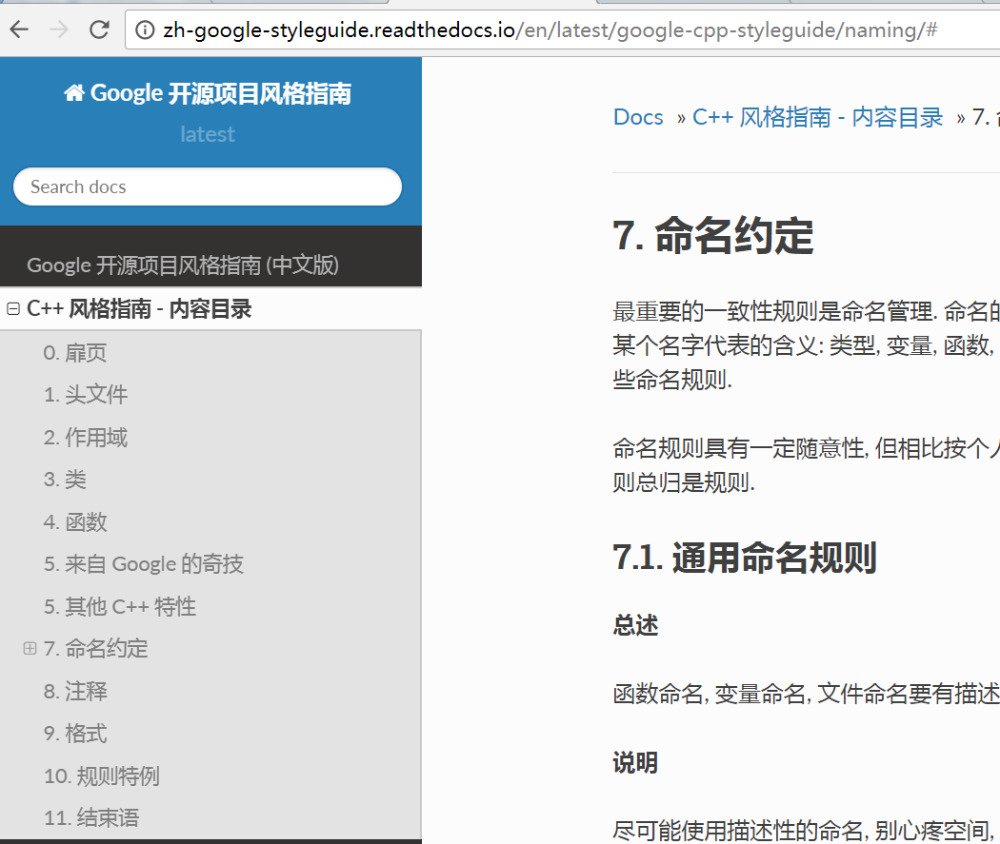 zh-google-styleguide.readthedocs.io/en/latest/google-cpp-styleguide/naming/#
Google 开源项目风格指南
latest
Search docs
Google 开源项目风格指南 (中文版)
C++ 风格指南 - 内容目录
0. 扉页
1. 头文件
2. 作用域
3. 类
4. 函数
5. 来自 Google 的奇技
5. 其他 C++ 特性
7. 命名约定
8. 注释
9. 格式
10. 规则特例
11. 结束语
Docs » C++ 风格指南 - 内容目录 » 7.
7. 命名约定
最重要的一致性规则是命名管理. 命名的
某个名字代表的含义: 类型, 变量, 函数,
些命名规则.
命名规则具有一定随意性, 但相比按个人
则总归是规则.
7.1. 通用命名规则
总述
函数命名, 变量命名, 文件命名要有描述
说明
尽可能使用描述性的命名, 别心疼空间,